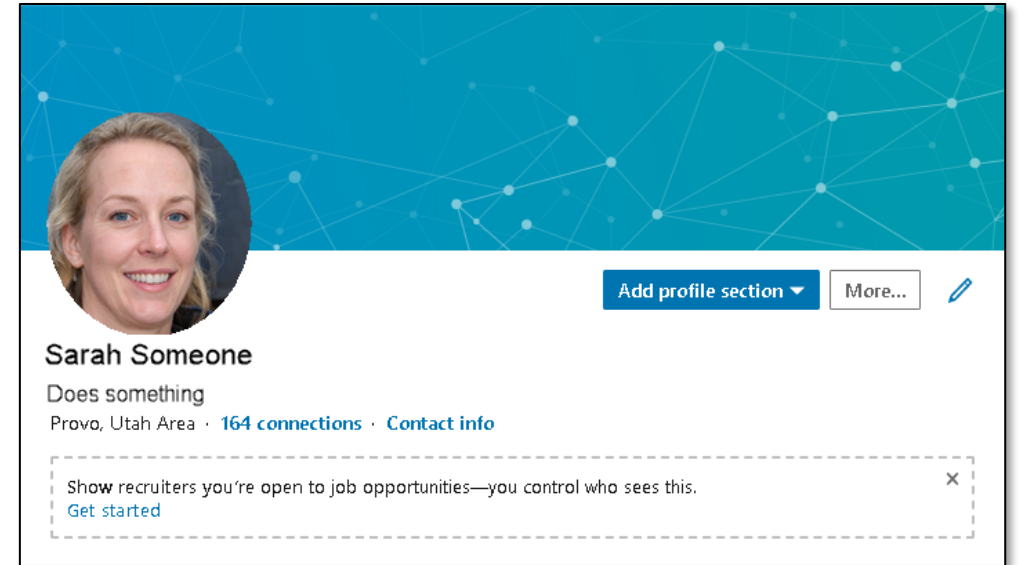 Add profile section
More...
Sarah Someone
Does something
Provo, Utah Area · 164 connections · Contact info
Show recruiters you're open to job opportunities—you control who sees this.
Get started